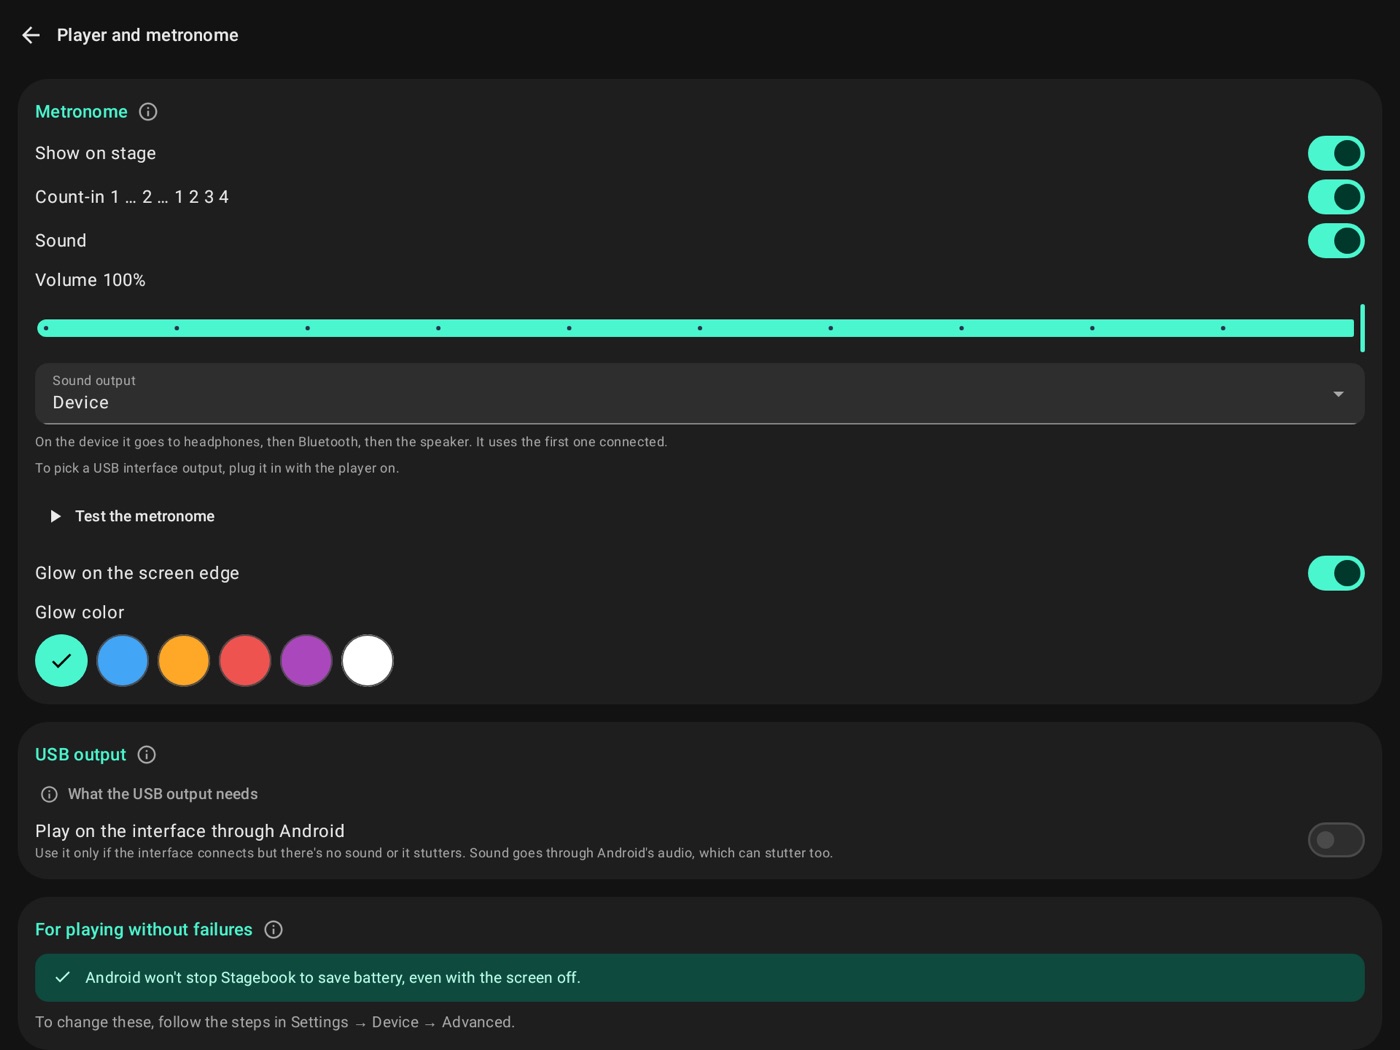 Player and metronome
Metronome
Show on stage
Count-in 1 ... 2 ... 1 2 3 4
Sound
Volume 100%
Sound output
Device
On the device it goes to headphones, then Bluetooth, then the speaker. It uses the first one connected.
To pick a USB interface output, plug it in with the player on.
Test the metronome
Glow on the screen edge
Glow color
USB output
What the USB output needs
Play on the interface through Android
Use it only if the interface connects but there's no sound or it stutters. Sound goes through Android's audio, which can stutter too.
For playing without failures
Android won't stop Stagebook to save battery, even with the screen off.
To change these, follow the steps in Settings → Device → Advanced.